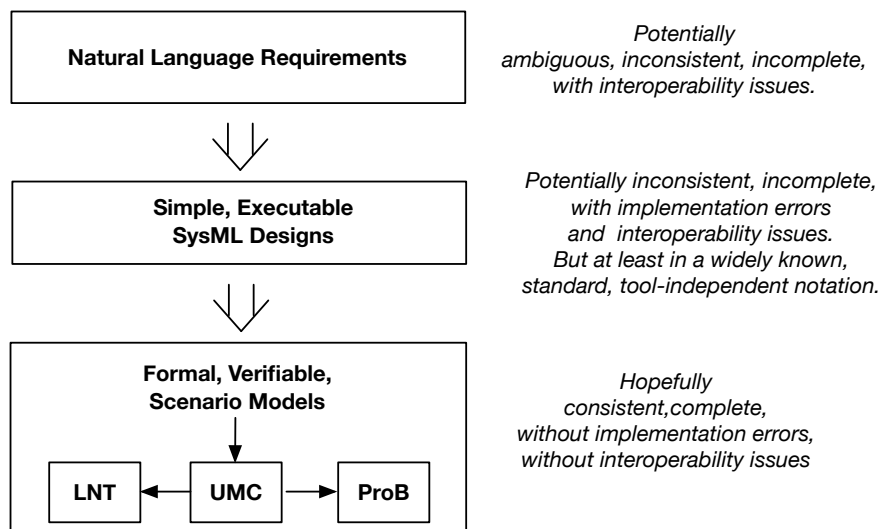 Natural Language Requirements
Potentially
ambiguous, inconsistent, incomplete,
with interoperability issues.
Simple, Executable
SysML Designs
Potentially inconsistent, incomplete,
with implementation errors
and interoperability issues.
But at least in a widely known,
standard, tool-independent notation.
Formal, Verifiable,
Scenario Models
LNT
UMC
ProB
Hopefully
consistent,complete,
without implementation errors,
without interoperability issues